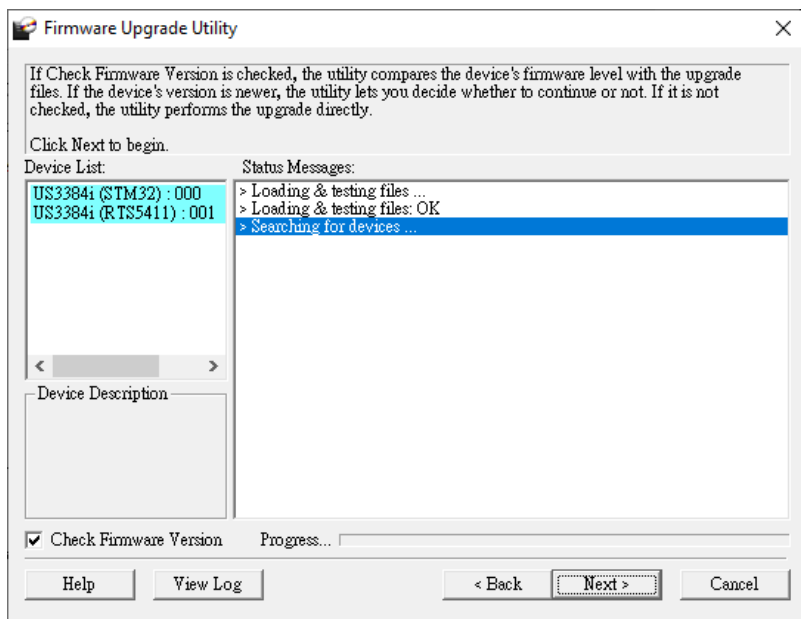 Firmware Upgrade Utility
If Check Firmware Version is checked, the utility compares the device's firmware level with the upgrade
files. If the device's version is newer, the utility lets you decide whether to continue or not. If it is not
checked, the utility performs the upgrade directly.
Click Next to begin.
Device List:
US3384i (STM32) : 000
US3384i (RTS5411) : 001
Status Messages:
> Loading & testing files ...
> Loading & testing files: OK
> Searching for devices ...
Device Description
Check Firmware Version
Progress...
Help
View Log
< Back
Next >
Cancel